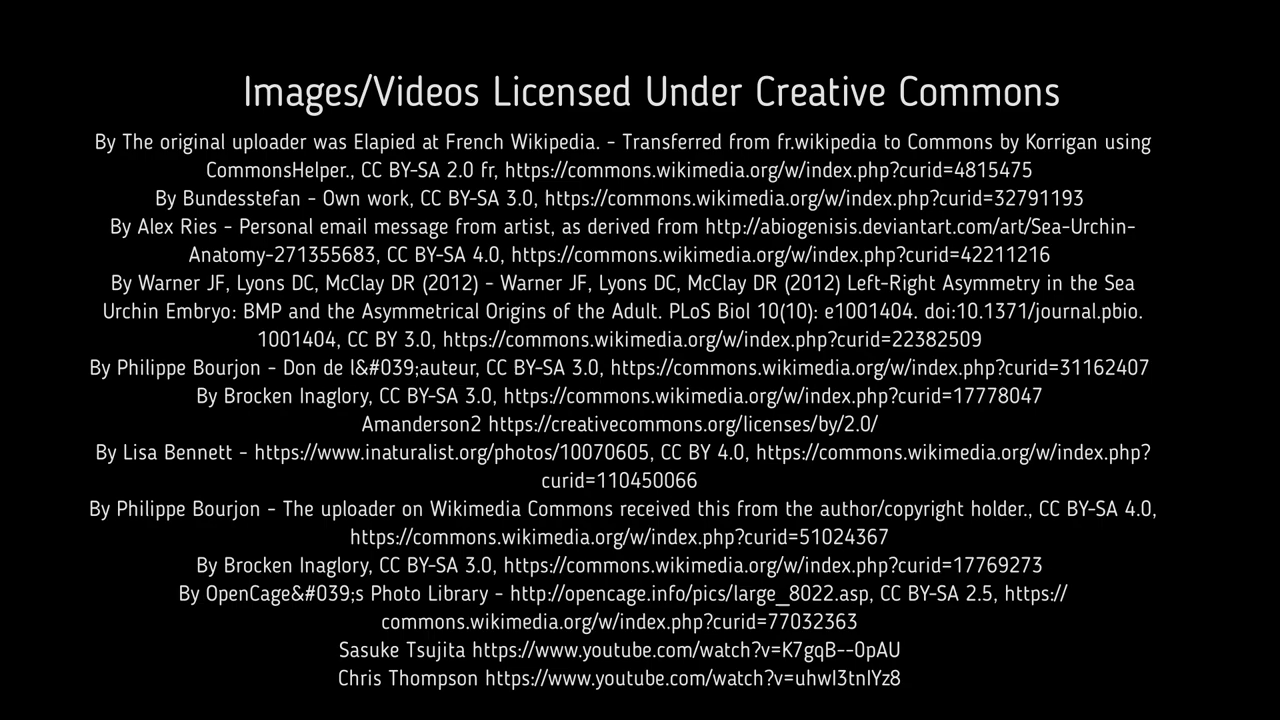 Images/Videos Licensed Under Creative Commons
By The original uploader was Elapied at French Wikipedia. - Transferred from fr.wikipedia to Commons by Korrigan using
CommonsHelper., CC BY-SA 2.0 fr, https://commons.wikimedia.org/w/index.php?curid=4815475
By Bundesstefan - Own work, CC BY-SA 3.0, https://commons.wikimedia.org/w/index.php?curid=32791193
By Alex Ries - Personal email message from artist, as derived from http://abiogenisis.deviantart.com/art/Sea-Urchin-
Anatomy-271355683, CC BY-SA 4.0, https://commons.wikimedia.org/w/index.php?curid=42211216
By Warner JF, Lyons DC, McClay DR (2012) - Warner JF, Lyons DC, McClay DR (2012) Left-Right Asymmetry in the Sea
Urchin Embryo: BMP and the Asymmetrical Origins of the Adult. PLoS Biol 10(10): e1001404. doi:10.1371/journal.pbio.
1001404, CC BY 3.0, https://commons.wikimedia.org/w/index.php?curid=22382509
By Philippe Bourjon - Don de l&#039;auteur, CC BY-SA 3.0, https://commons.wikimedia.org/w/index.php?curid=31162407
By Brocken Inaglory, CC BY-SA 3.0, https://commons.wikimedia.org/w/index.php?curid=17778047
Amanderson2 https://creativecommons.org/licenses/by/2.0/
By Lisa Bennett - https://www.inaturalist.org/photos/10070605, CC BY 4.0, https://commons.wikimedia.org/w/index.php?
curid=110450066
By Philippe Bourjon - The uploader on Wikimedia Commons received this from the author/copyright holder., CC BY-SA 4.0,
https://commons.wikimedia.org/w/index.php?curid=51024367
By Brocken Inaglory, CC BY-SA 3.0, https://commons.wikimedia.org/w/index.php?curid=17769273
By OpenCage&#039;s Photo Library - http://opencage.info/pics/large_8022.asp, CC BY-SA 2.5, https://
commons.wikimedia.org/w/index.php?curid=77032363
Sasuke Tsujita https://www.youtube.com/watch?v=K7gqB--0pAU
Chris Thompson https://www.youtube.com/watch?v=uhwI3tnlYz8